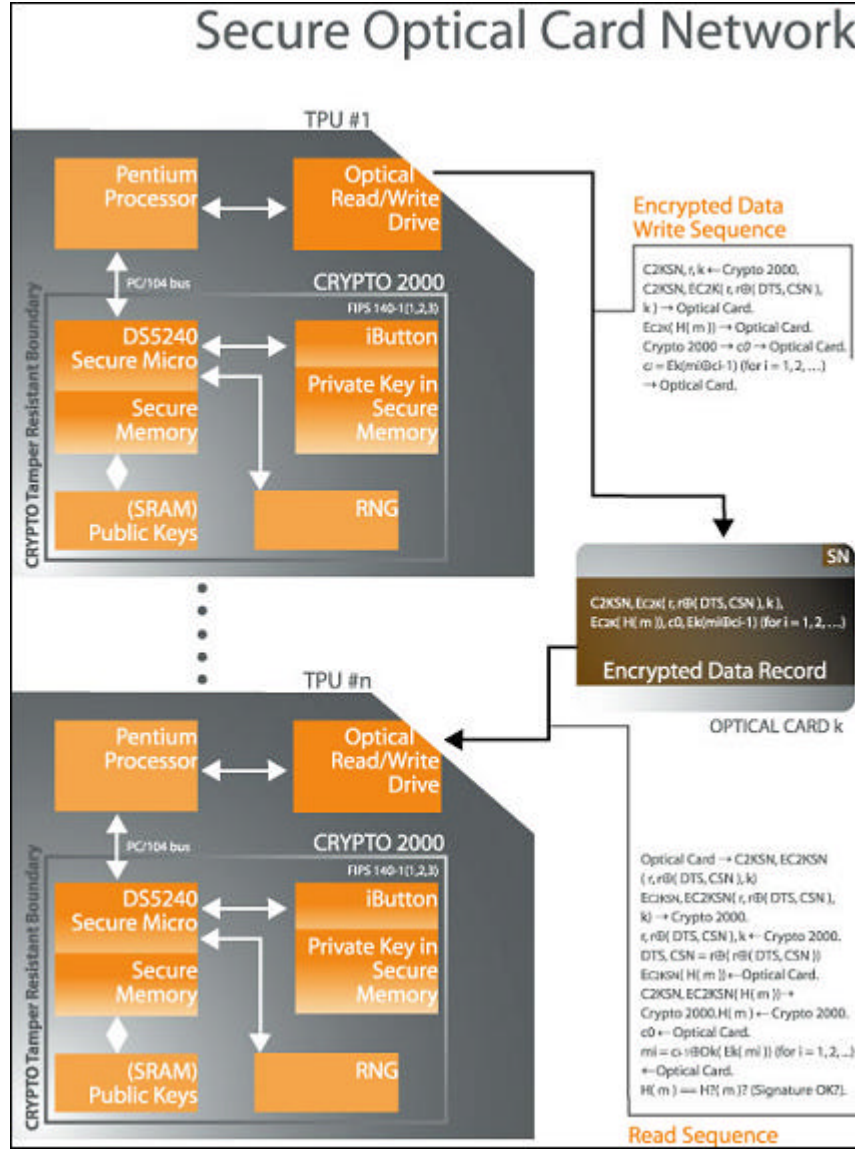 Secure Optical Card Network
TPU #1
Pentium
Processor
Optical
Read/Write
Drive
PC/104 bus
CRYPTO 2000
FIPS 140-1(1,2,3)
DS5240
Secure Micro
iButton
Secure
Memory
Private Key in
Secure
Memory
(SRAM)
Public Keys
RNG
CRYPTO Tamper Resistant Boundary
Encrypted Data
Write Sequence
C2KSN, r, k ← Crypto 2000.
C2KSN, EC2K( r, r⊕( DTS, CSN ),
k ) → Optical Card.
EC2K( H( m )) → Optical Card.
Crypto 2000 → c0 → Optical Card.
ci = Ek(mi⊕ci-1) (for i = 1, 2, ...)
→ Optical Card.
SN
C2KSN, EC2K( r, r⊕( DTS, CSN ), k ),
EC2K( H( m )), c0, Ek(mi⊕ci-1) (for i = 1, 2, ...)
Encrypted Data Record
OPTICAL CARD k
TPU #n
Pentium
Processor
Optical
Read/Write
Drive
PC/104 bus
CRYPTO 2000
FIPS 140-1(1,2,3)
DS5240
Secure Micro
iButton
Secure
Memory
Private Key in
Secure
Memory
(SRAM)
Public Keys
RNG
CRYPTO Tamper Resistant Boundary
Optical Card → C2KSN, EC2KSN
( r, r⊕( DTS, CSN ), k)
EC2KSN, EC2KSN( r, r⊕( DTS, CSN ),
k) → Crypto 2000.
r, r⊕( DTS, CSN ), k ← Crypto 2000.
DTS, CSN = r⊕( r⊕( DTS, CSN ))
EC2KSN( H( m )) ← Optical Card.
C2KSN, EC2KSN( H( m )) →
Crypto 2000. H( m ) ← Crypto 2000.
c0 ← Optical Card.
mi = ci-1⊕Dk( Ek( mi )) (for i = 1, 2, ...)
← Optical Card.
H( m ) == H?( m )? (Signature OK?).
Read Sequence